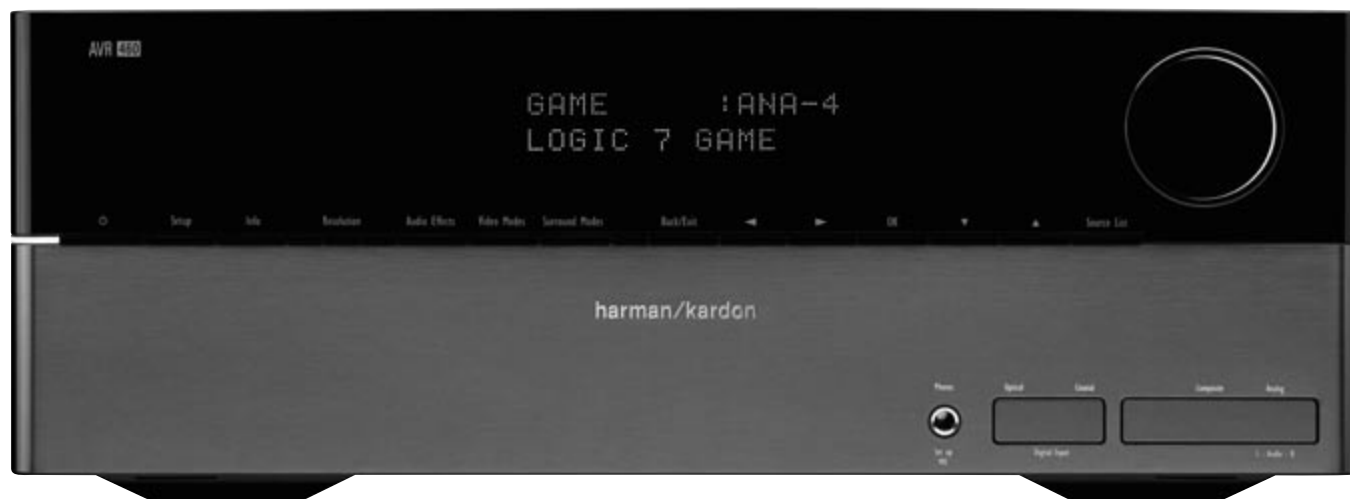 AVR 460
GAME :ANA-4
LOGIC 7 GAME
Setup Info Resolution Audio Effects Video Modes Surround Modes Back/Exit OK Source List
harman/kardon
Phones Optical Coaxial Composite Analog
Digital Input L - Audio - R